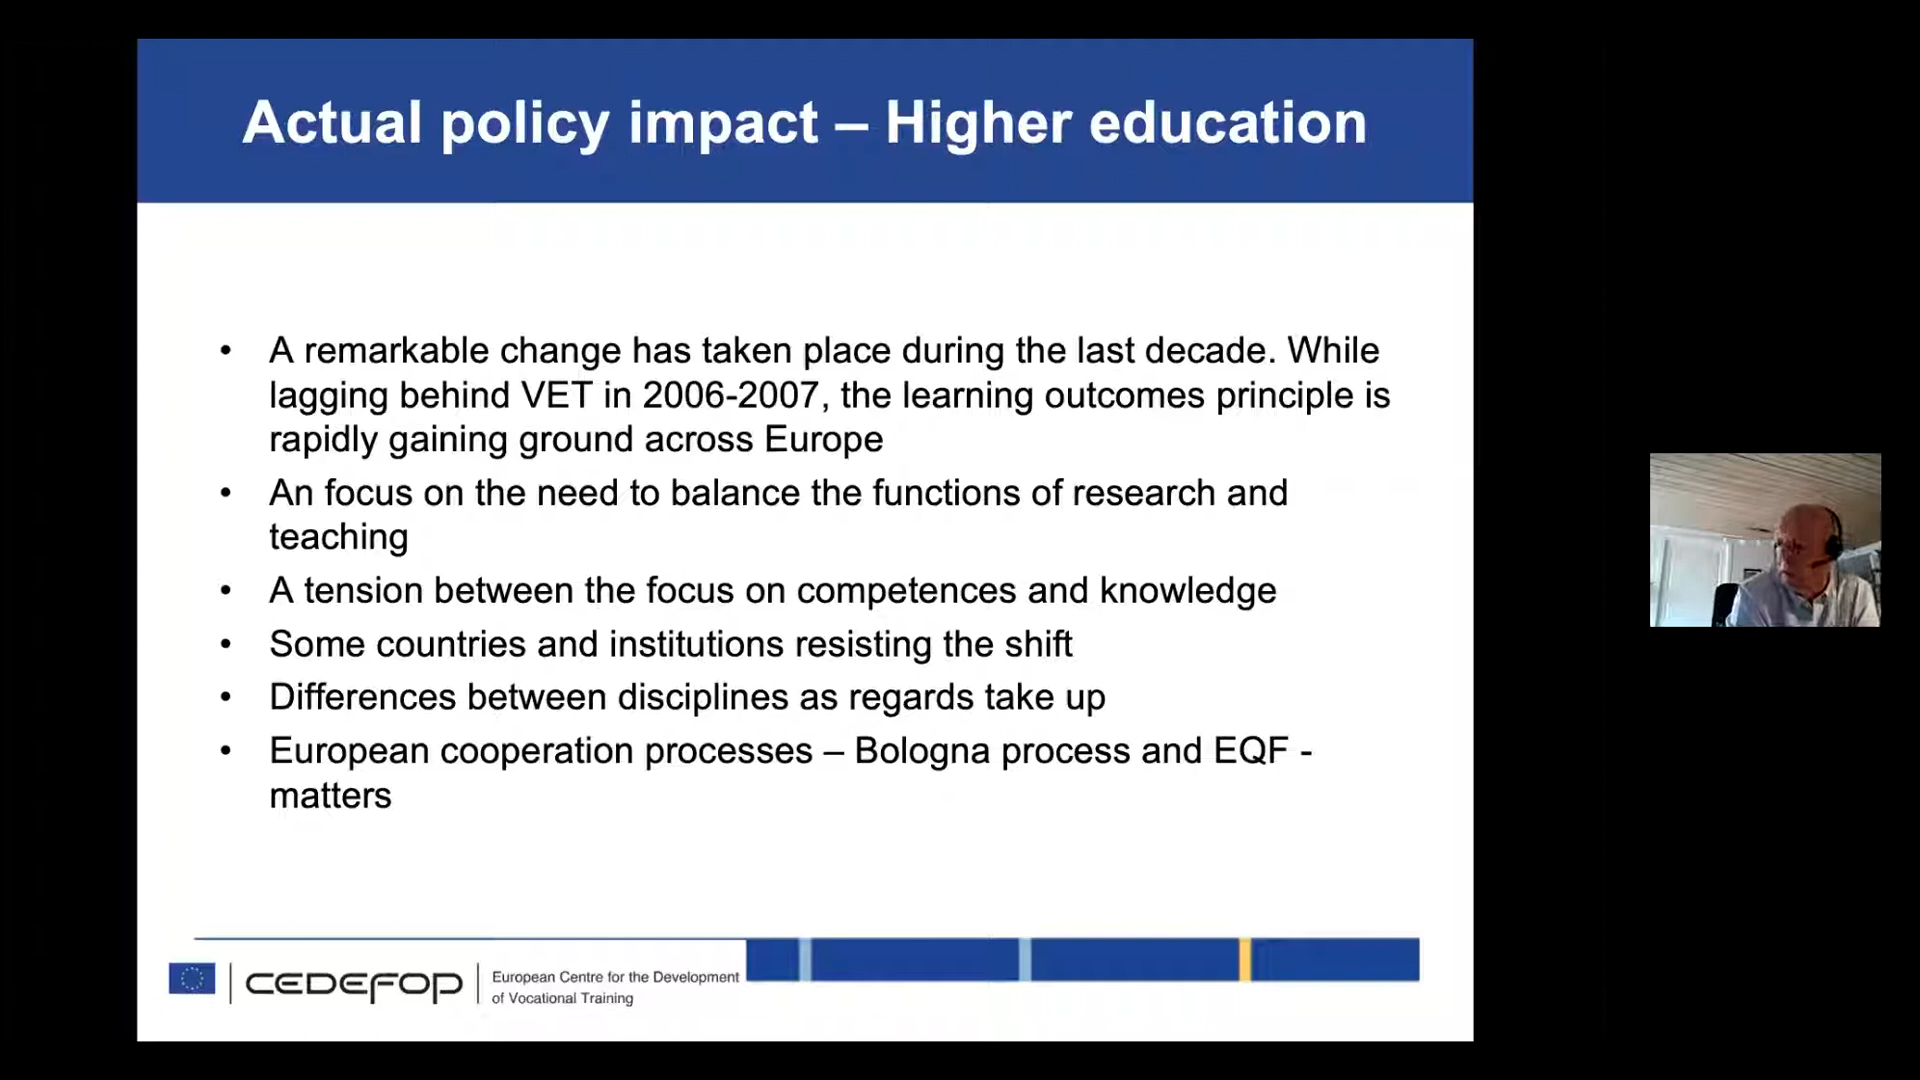 Actual policy impact – Higher education
• A remarkable change has taken place during the last decade. While
lagging behind VET in 2006-2007, the learning outcomes principle is
rapidly gaining ground across Europe
• An focus on the need to balance the functions of research and
teaching
• A tension between the focus on competences and knowledge
• Some countries and institutions resisting the shift
• Differences between disciplines as regards take up
• European cooperation processes – Bologna process and EQF -
matters
CEDEFOP
European Centre for the Development
of Vocational Training